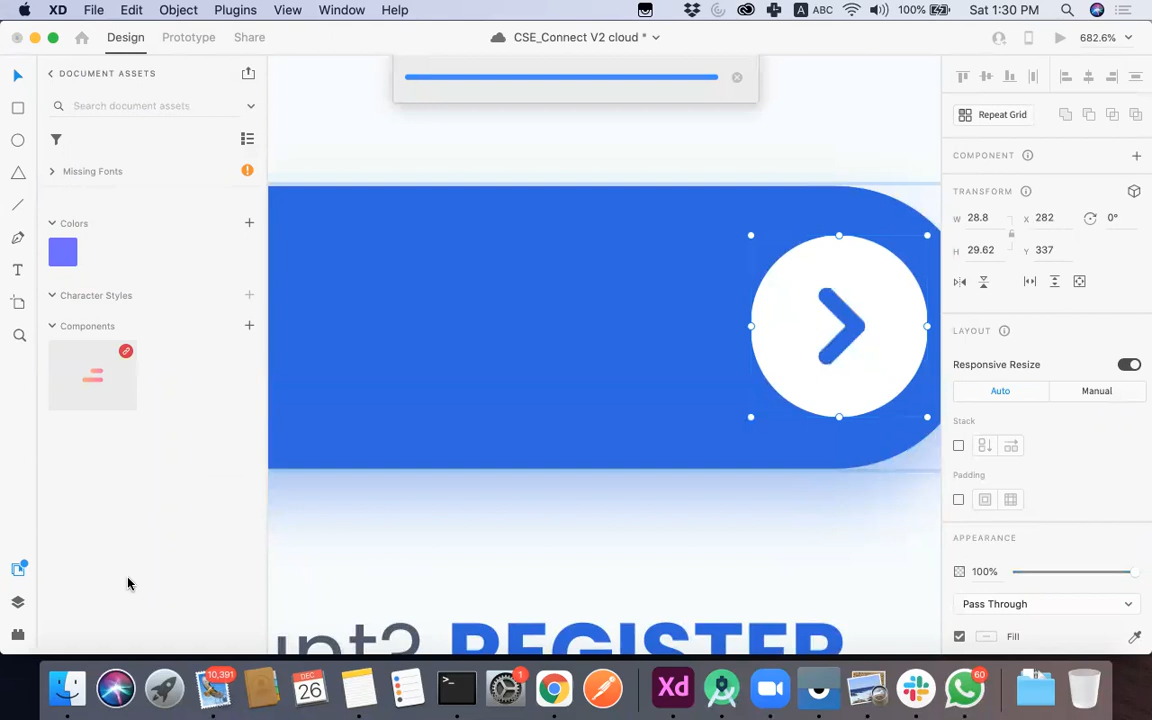 XD File Edit Object Plugins View Window Help A ABC 100% Sat 1:30 PM
Design Prototype Share CSE_Connect V2 cloud * 682.6%
DOCUMENT ASSETS
Search document assets
Missing Fonts
Colors
Character Styles
Components
Repeat Grid
COMPONENT
TRANSFORM
W 28.8 X 282 0°
H 29.62 Y 337
LAYOUT
Responsive Resize
Auto Manual
Stack
Padding
APPEARANCE
100%
Pass Through
Fill
unt? REGISTER
10,391
DEC
26
1
Xd
60